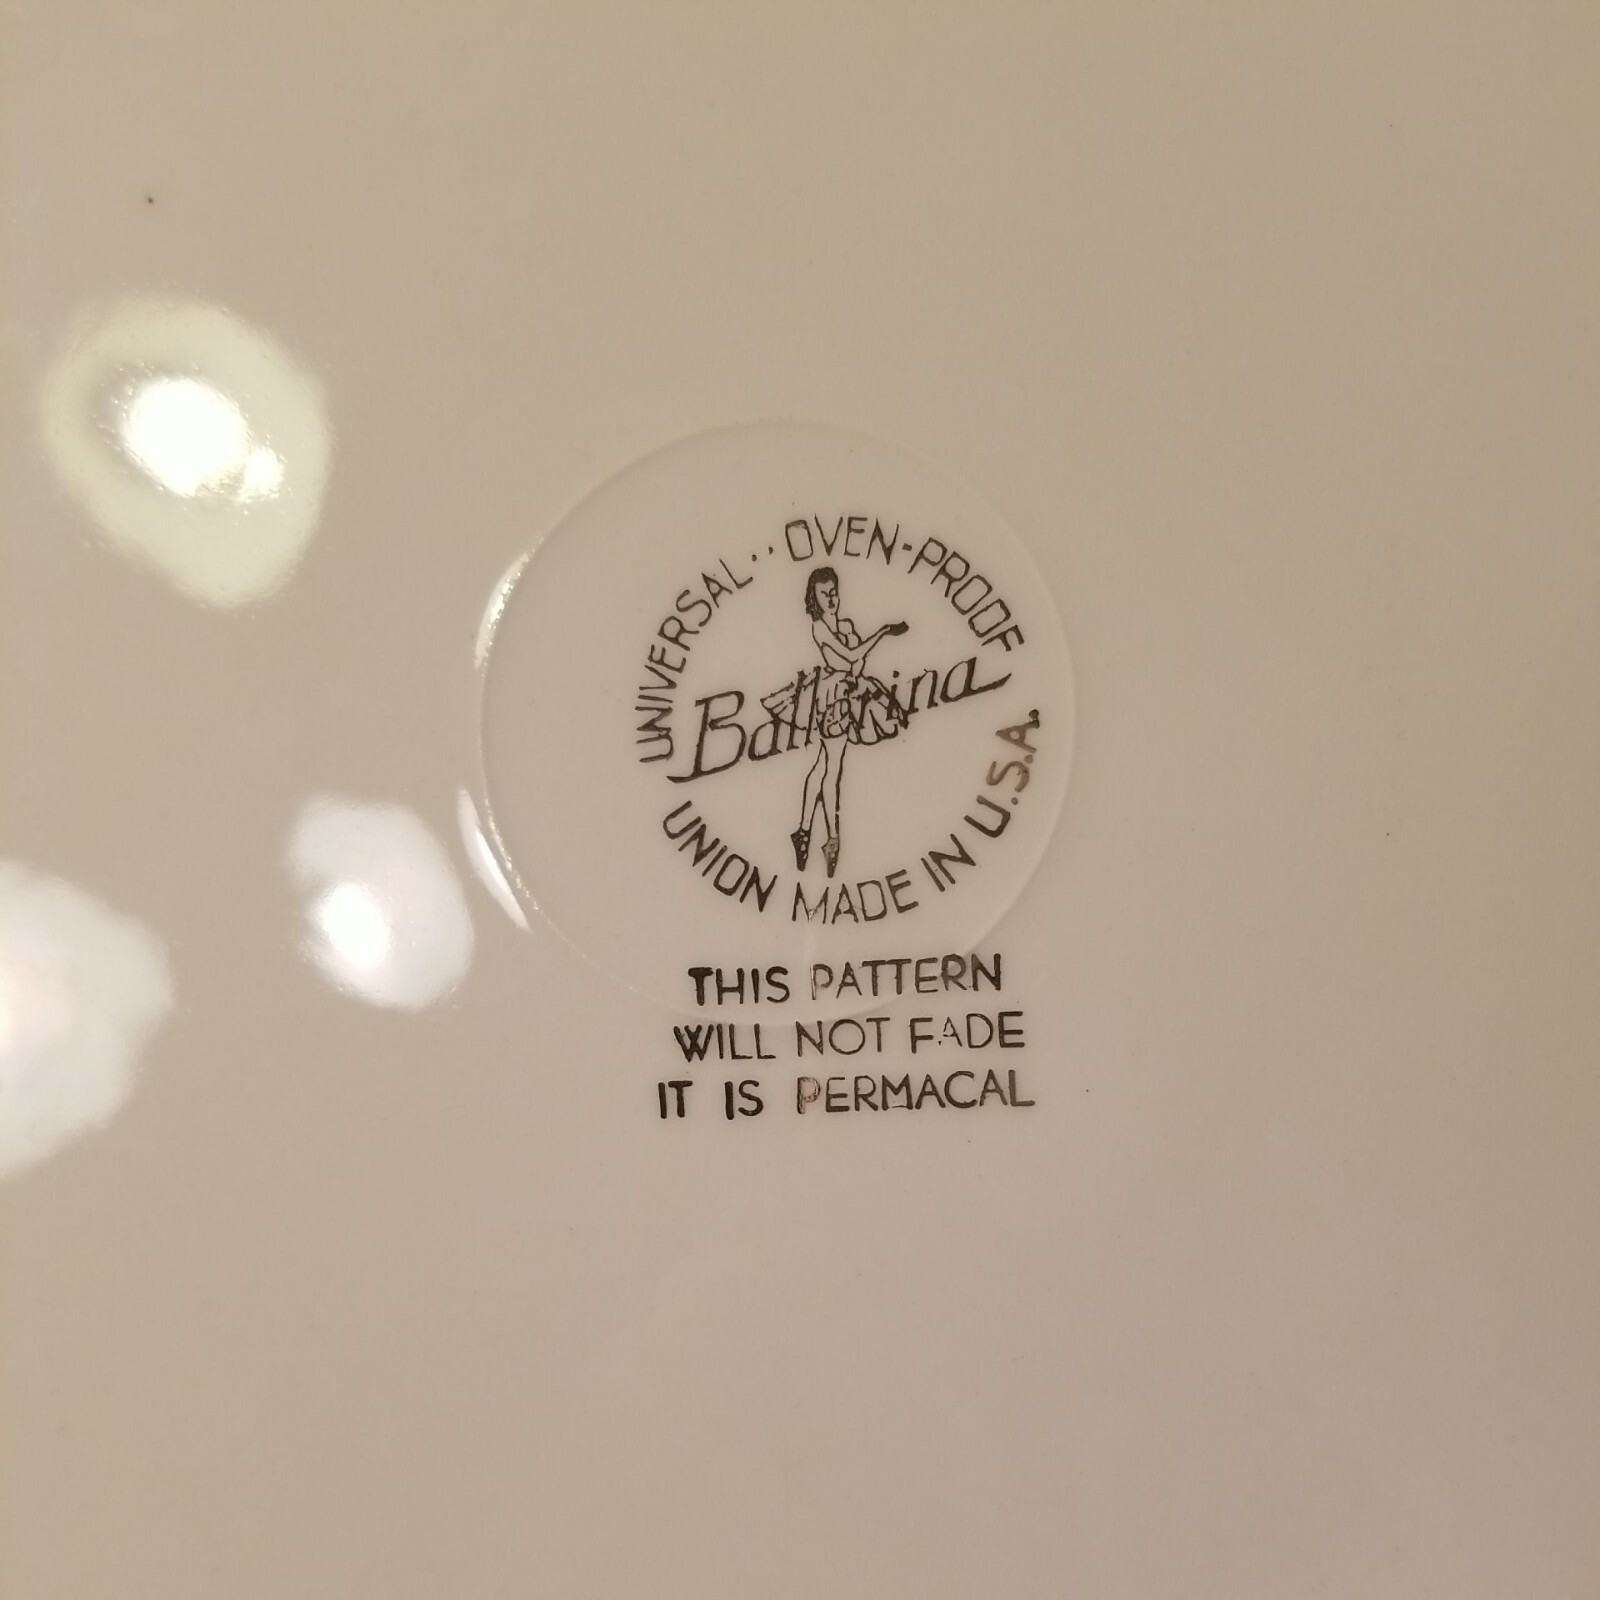 UNIVERSAL ·· OVEN-PROOF
Ballerina
UNION MADE IN U.S.A.
THIS PATTERN
WILL NOT FADE
IT IS PERMACAL